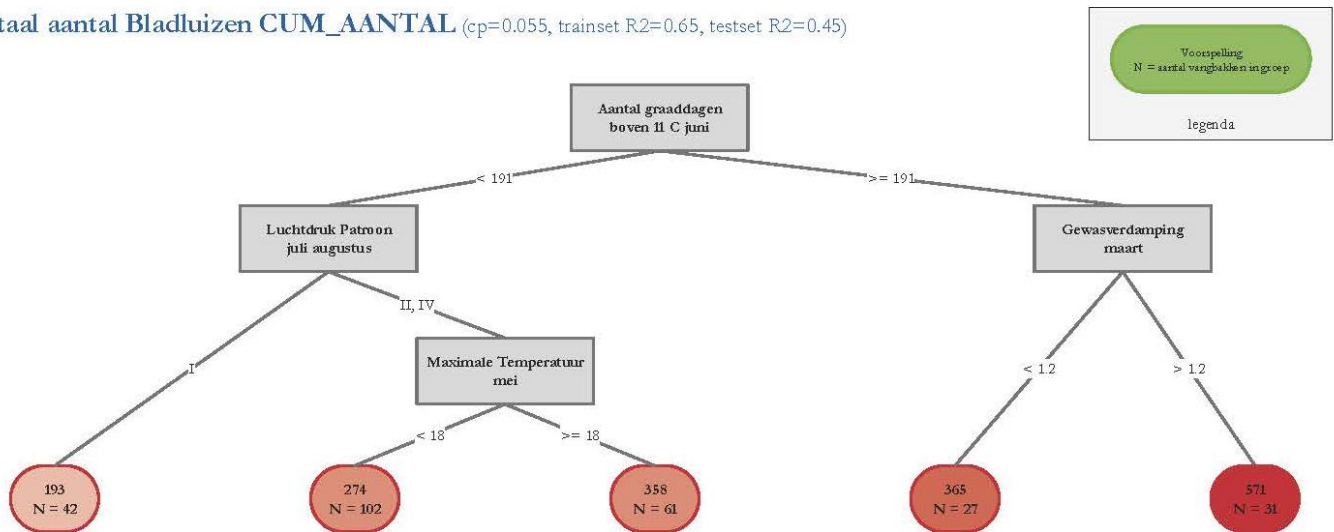 taal aantal Bladluizen CUM_AANTAL (cp=0.055, trainset R2=0.65, testset R2=0.45)
Voorspelling
N = aantal vangbakken in groep
legenda
Aantal graaddagen
boven 11 C juni
< 191
>= 191
Luchtdruk Patroon
juli augustus
Gewasverdamping
maart
II, IV
Maximale Temperatuur
mei
I
< 1.2
> 1.2
< 18
>= 18
193
N = 42
274
N = 102
358
N = 61
365
N = 27
571
N = 31